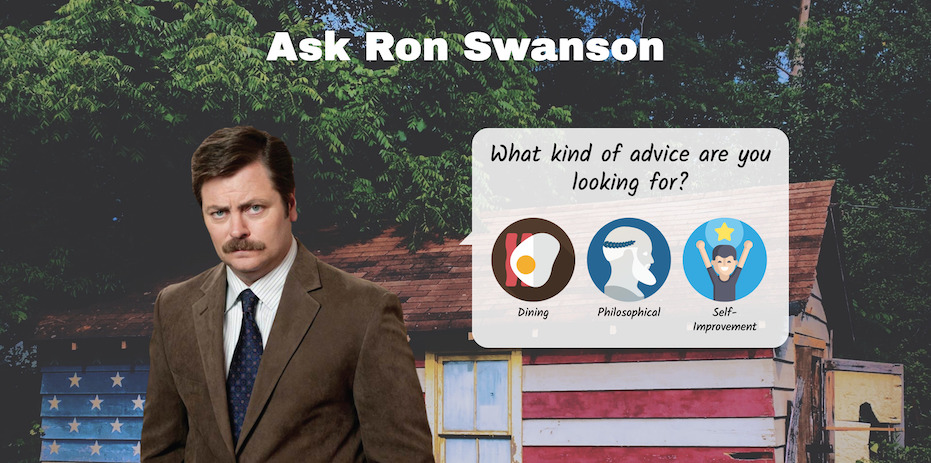 Ask Ron Swanson
What kind of advice are you
looking for?
Dining
Philosophical
Self-
Improvement